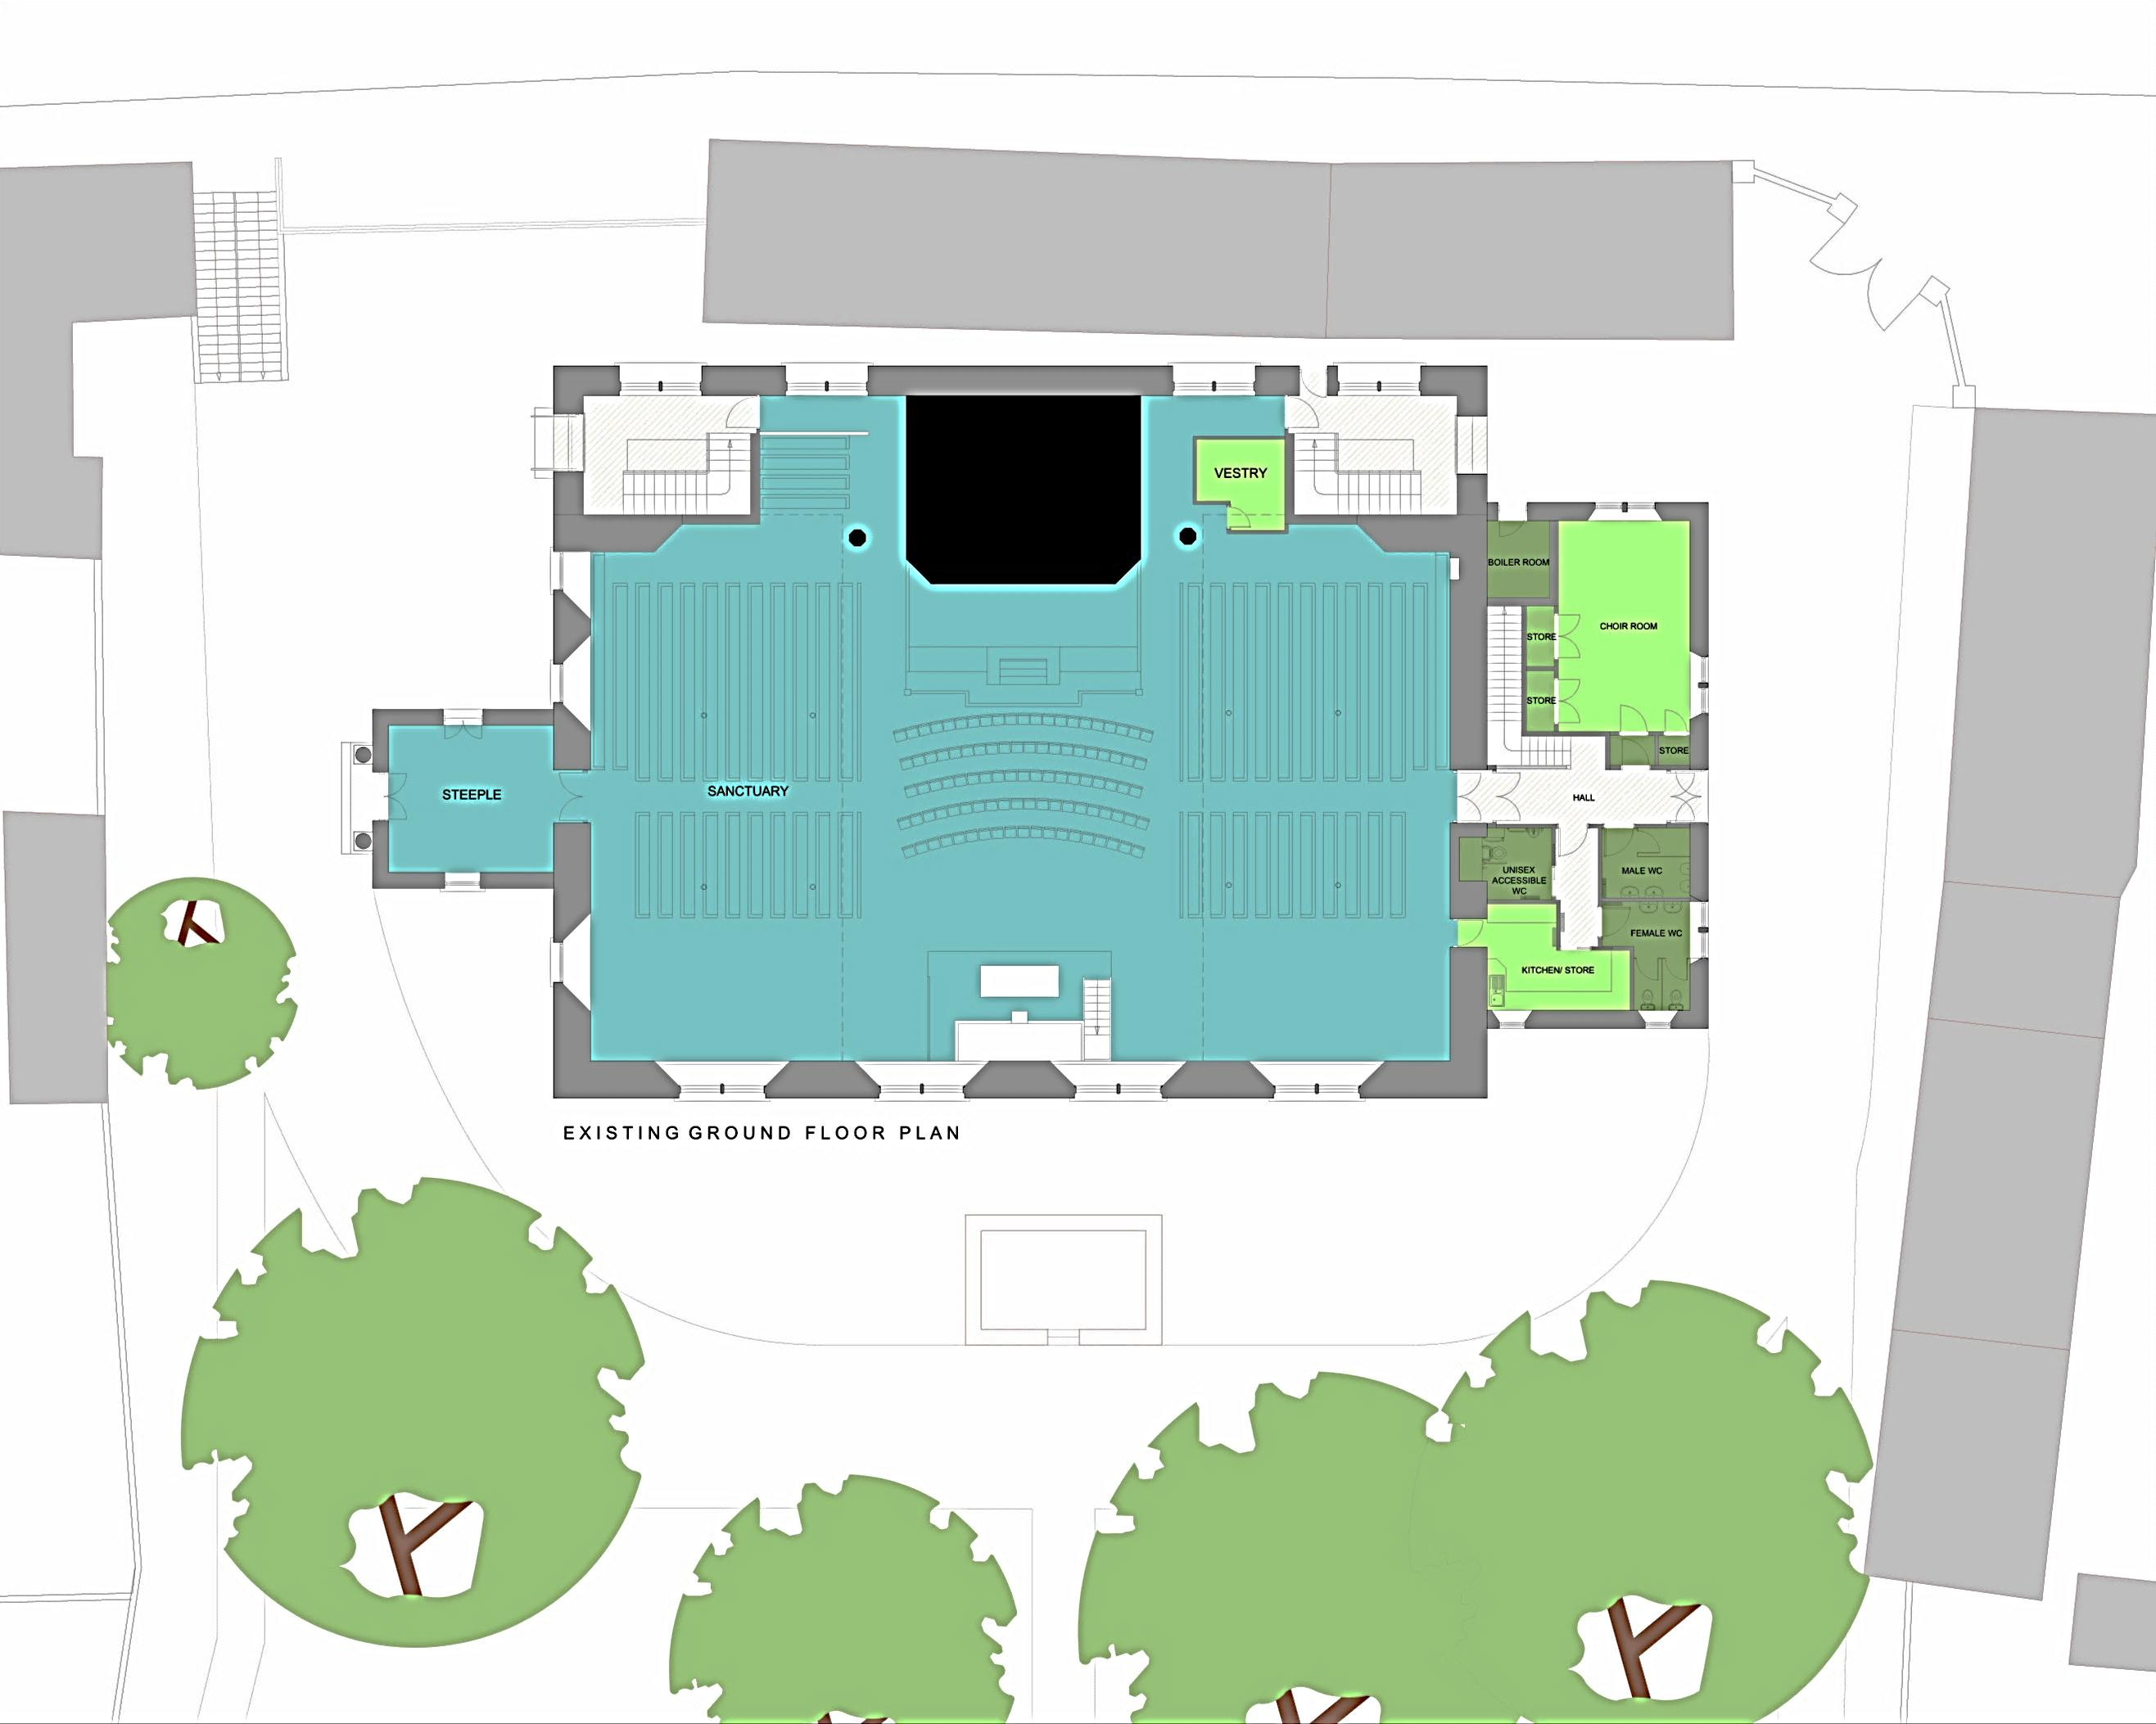 VESTRY
BOILER ROOM
CHOIR ROOM
STORE
STORE
STORE
STEEPLE
SANCTUARY
HALL
UNISEX
ACCESSIBLE
WC
MALE WC
FEMALE WC
KITCHEN/ STORE
EXISTING GROUND FLOOR PLAN